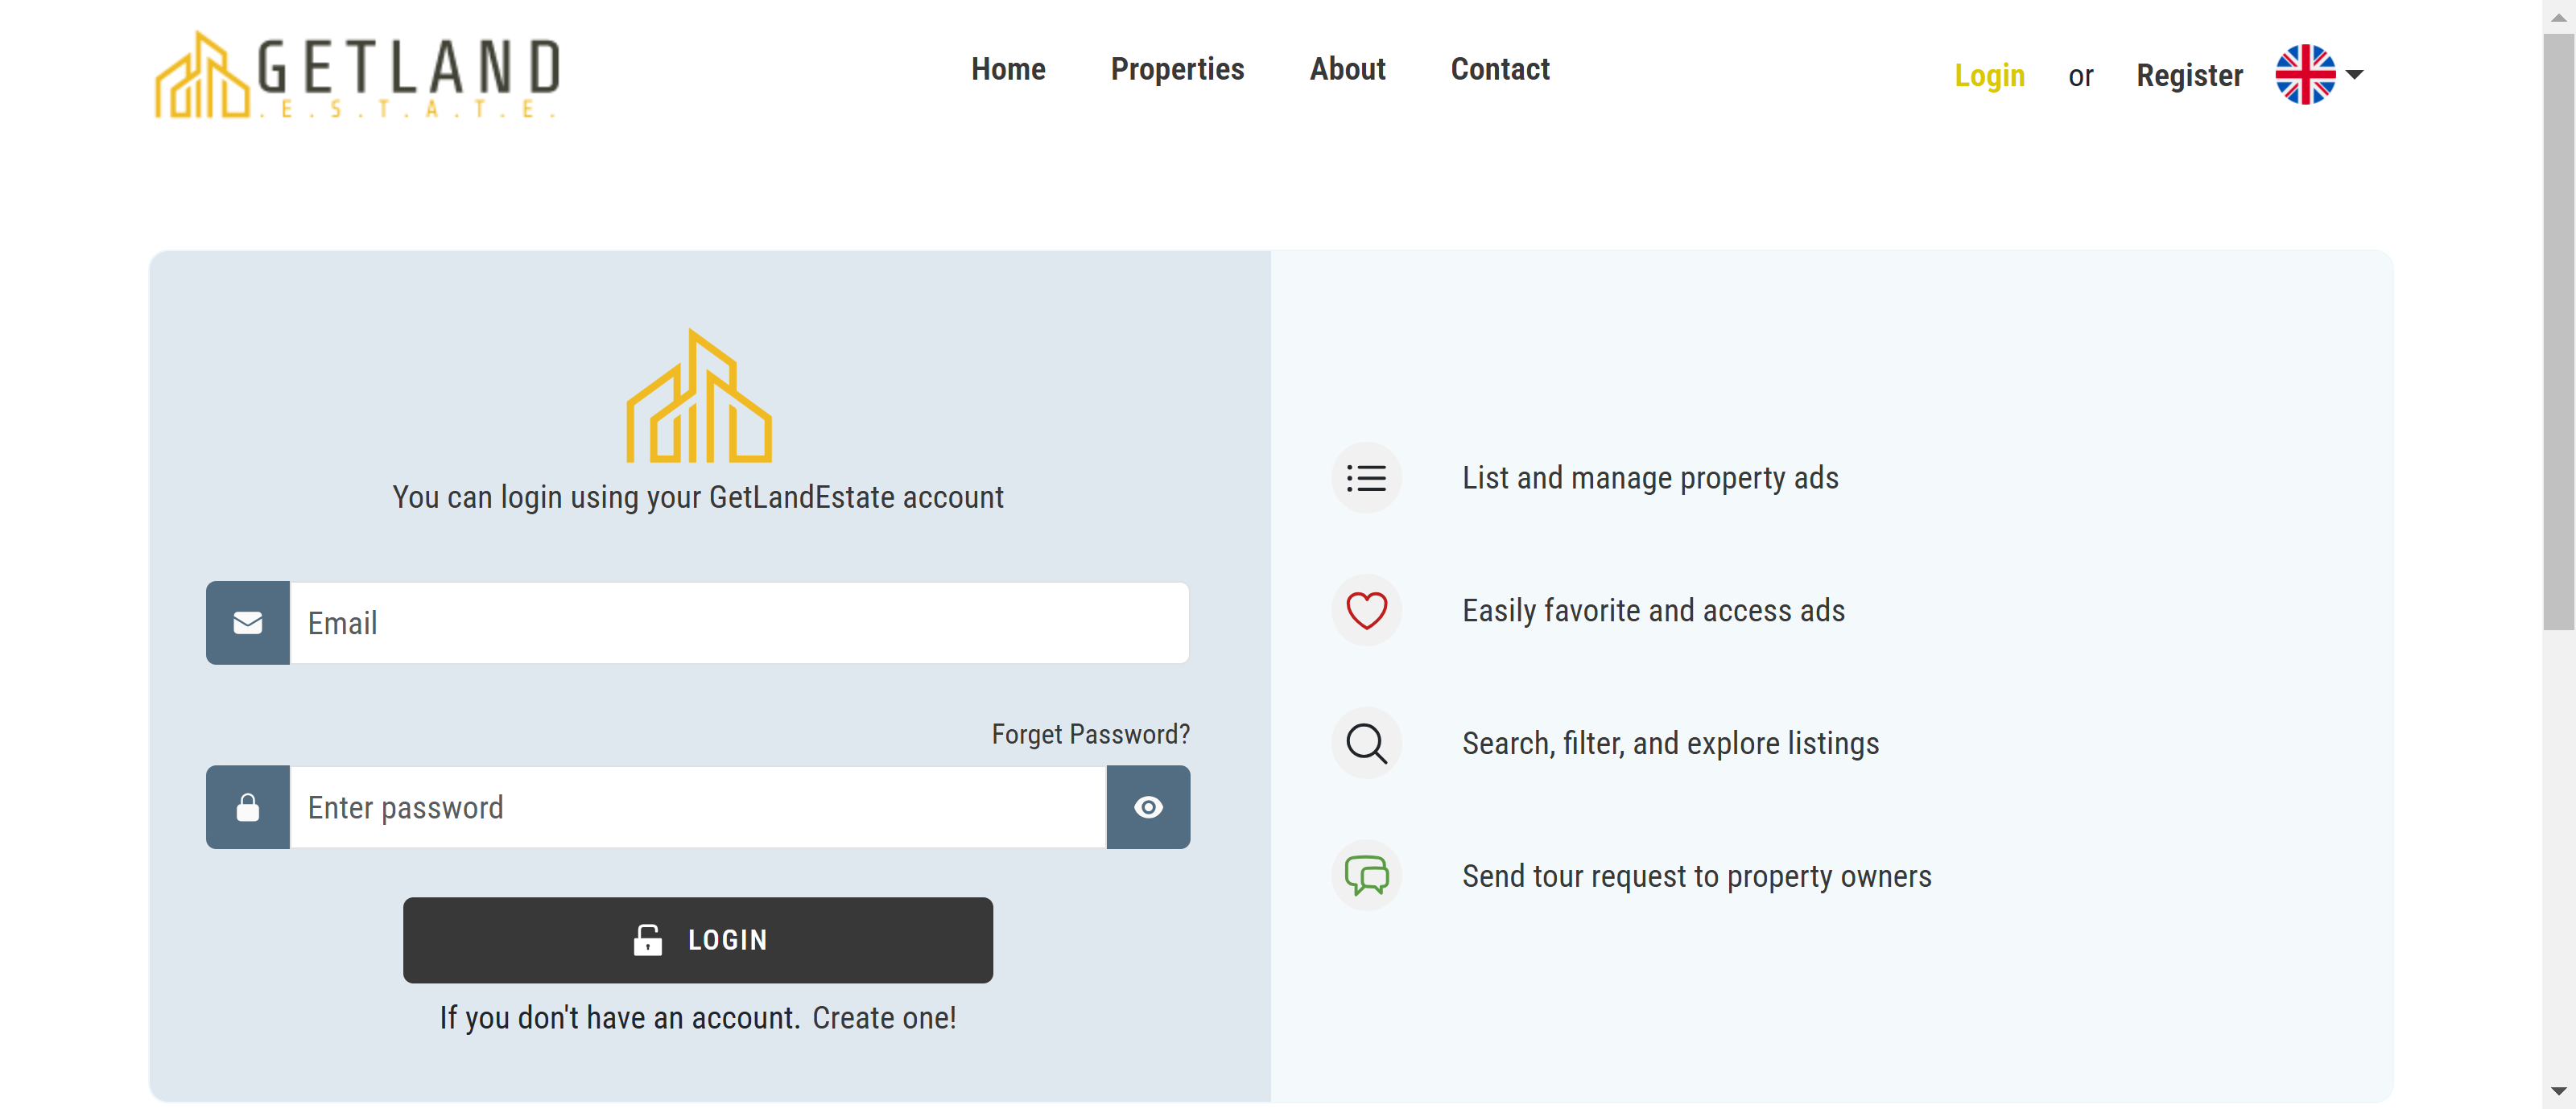 GETLAND
.E.S.T.A.T.E.
Home Properties About Contact
Login or Register
You can login using your GetLandEstate account
Email
Forget Password?
Enter password
LOGIN
If you don't have an account. Create one!
List and manage property ads
Easily favorite and access ads
Search, filter, and explore listings
Send tour request to property owners